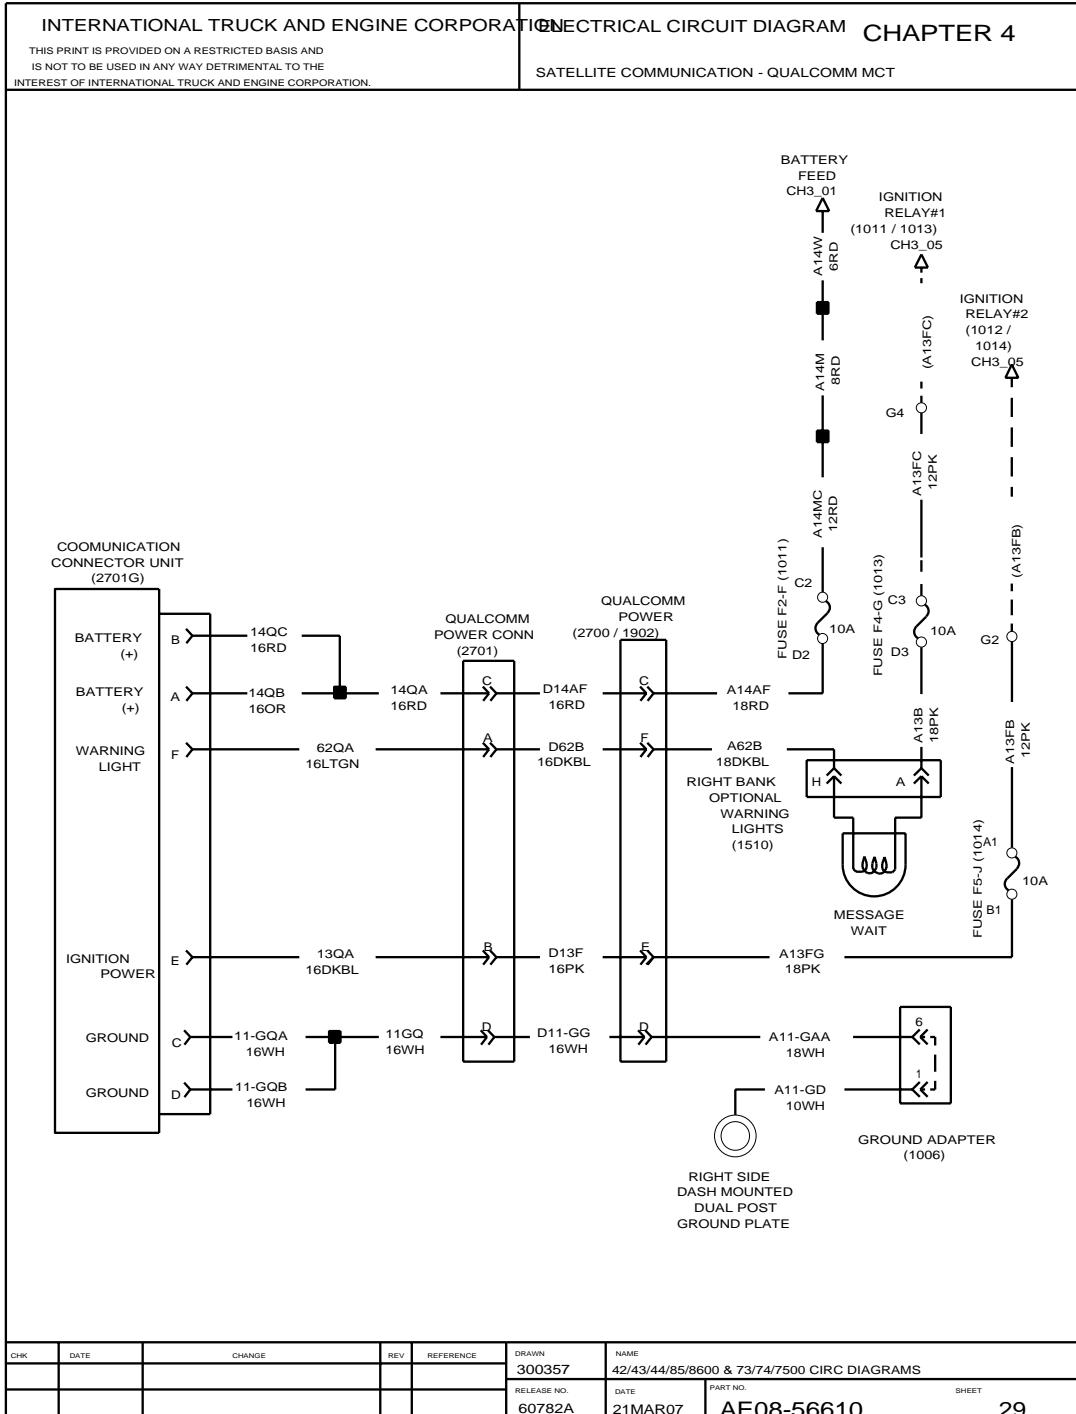 INTERNATIONAL TRUCK AND ENGINE CORPORATION
THIS PRINT IS PROVIDED ON A RESTRICTED BASIS AND
IS NOT TO BE USED IN ANY WAY DETRIMENTAL TO THE
INTEREST OF INTERNATIONAL TRUCK AND ENGINE CORPORATION.
ELECTRICAL CIRCUIT DIAGRAM
CHAPTER 4
SATELLITE COMMUNICATION - QUALCOMM MCT
BATTERY
FEED
CH3_01
IGNITION
RELAY#1
(1011 / 1013)
CH3_05
IGNITION
RELAY#2
(1012 /
1014)
CH3_05
A14W
6RD
A14M
8RD
(A13FC)
G4
A13FC
12PK
A14MC
12RD
(A13FB)
FUSE F2-F (1011)
C2
10A
D2
FUSE F4-G (1013)
C3
10A
D3
G2
COOMUNICATION
CONNECTOR UNIT
(2701G)
QUALCOMM
POWER CONN
(2701)
QUALCOMM
POWER
(2700 / 1902)
BATTERY
(+)
B
14QC
16RD
BATTERY
(+)
A
14QB
16OR
14QA
16RD
C
D14AF
16RD
C
A14AF
18RD
A13B
18PK
A13FB
12PK
WARNING
LIGHT
F
62QA
16LTGN
A
D62B
16DKBL
F
A62B
18DKBL
RIGHT BANK
OPTIONAL
WARNING
LIGHTS
(1510)
H
A
MESSAGE
WAIT
FUSE F5-J (1014)
A1
10A
B1
IGNITION
POWER
E
13QA
16DKBL
B
D13F
16PK
E
A13FG
18PK
GROUND
C
11-GQA
16WH
11GQ
16WH
D
D11-GG
16WH
D
A11-GAA
18WH
6
GROUND
D
11-GQB
16WH
A11-GD
10WH
1
GROUND ADAPTER
(1006)
RIGHT SIDE
DASH MOUNTED
DUAL POST
GROUND PLATE
CHK
DATE
CHANGE
REV
REFERENCE
DRAWN
300357
NAME
42/43/44/85/8600 & 73/74/7500 CIRC DIAGRAMS
RELEASE NO.
60782A
DATE
21MAR07
PART NO.
AE08-56610
SHEET
29